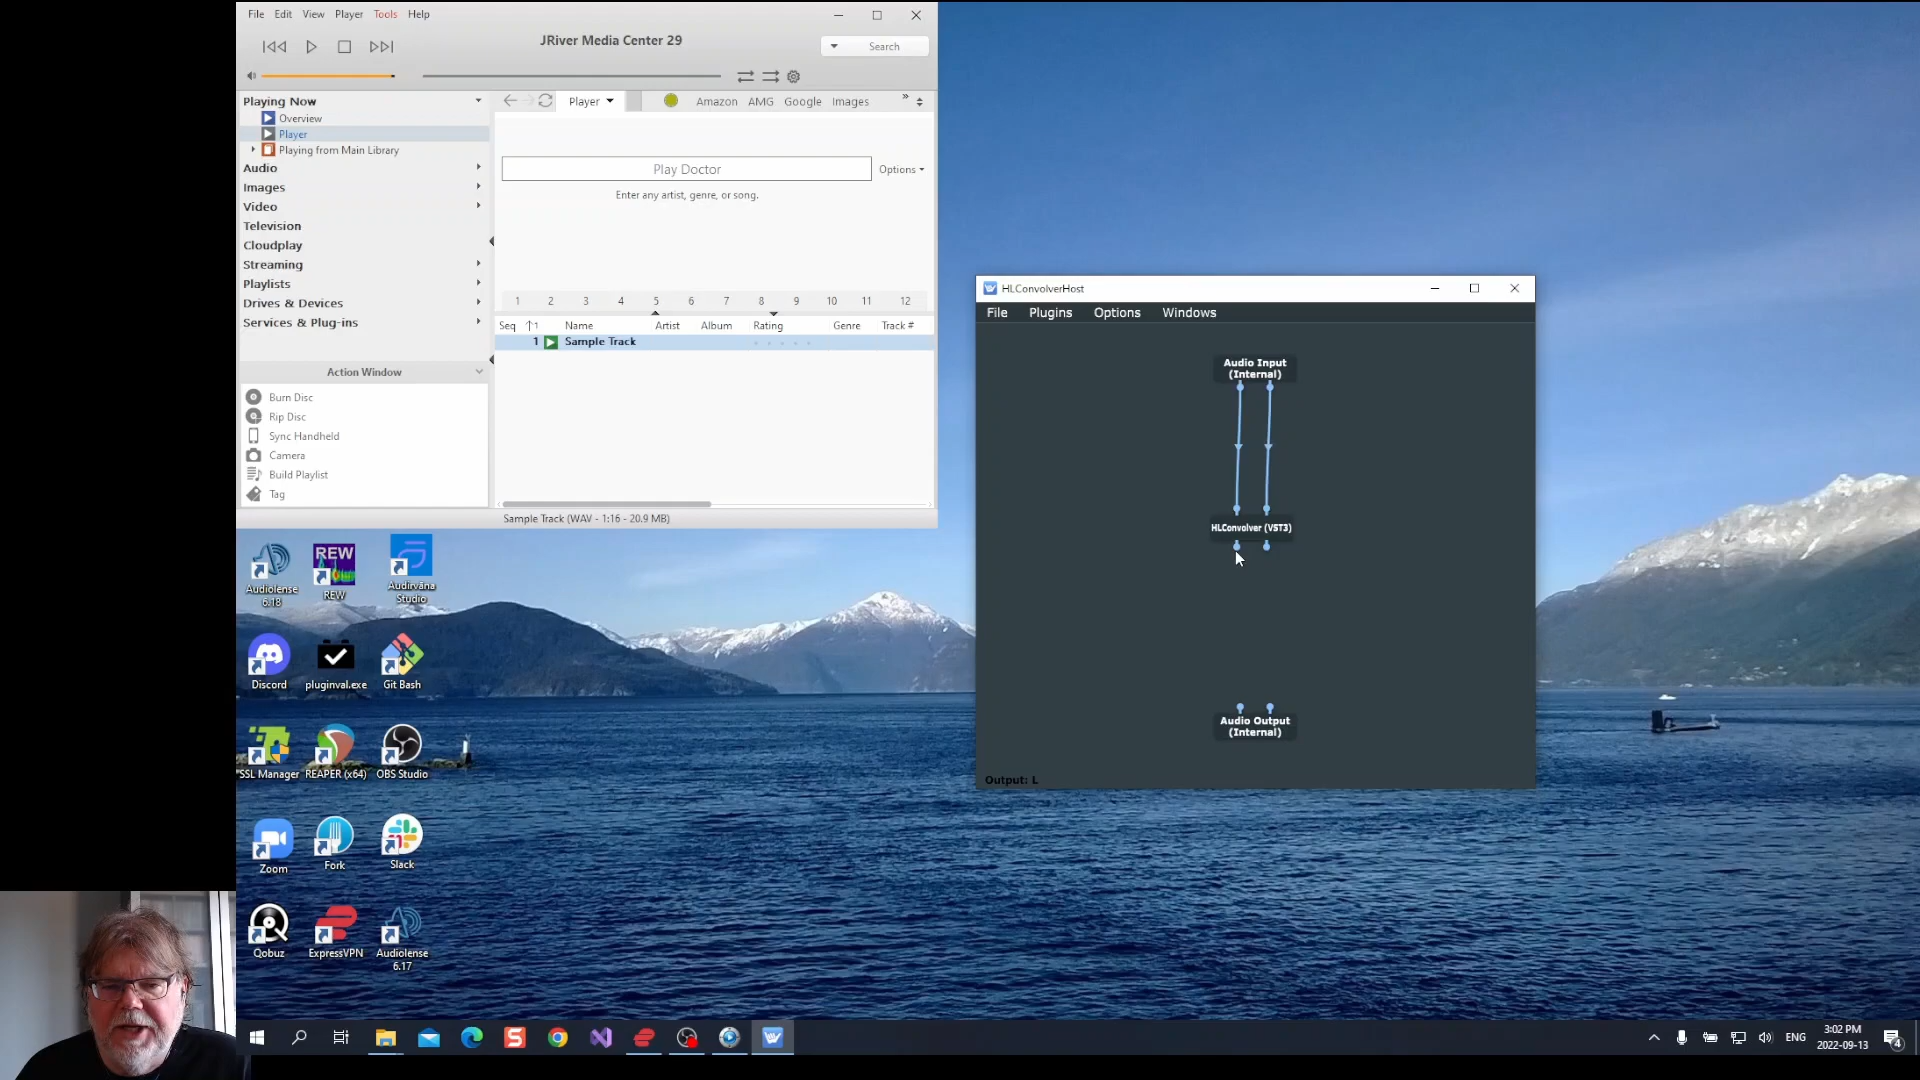 File Edit View Player Tools Help
JRiver Media Center 29
Search
Playing Now
Overview
Player
Playing from Main Library
Audio
Images
Video
Television
Cloudplay
Streaming
Playlists
Drives & Devices
Services & Plug-ins
Action Window
Burn Disc
Rip Disc
Sync Handheld
Camera
Build Playlist
Tag
Player Amazon AMG Google Images
Play Doctor Options
Enter any artist, genre, or song.
1 2 3 4 5 6 7 8 9 10 11 12
Seq 1 Name Artist Album Rating Genre Track #
1 Sample Track
Sample Track (WAV - 1:16 - 20.9 MB)
HLConvolverHost
File Plugins Options Windows
Audio Input
(Internal)
HLConvolver (VST3)
Audio Output
(Internal)
Output: L
Audiolense
6.18
REW
REW
Audirvāna
Studio
Discord
pluginval.exe
Git Bash
SSL Manager
REAPER (x64)
OBS Studio
Zoom
Fork
Slack
Qobuz
ExpressVPN
Audiolense
6.17
ENG
3:02 PM
2022-09-13
4